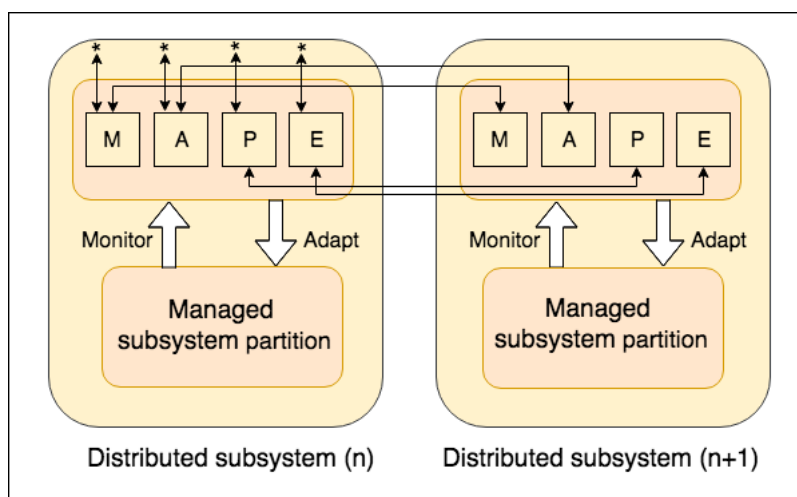 * * * *
M A P E
M A P E
Monitor
Adapt
Monitor
Adapt
Managed
subsystem partition
Managed
subsystem partition
Distributed subsystem (n)
Distributed subsystem (n+1)